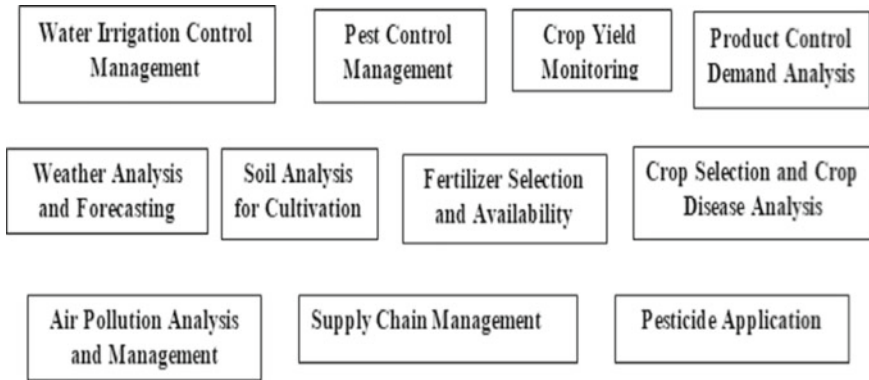 Water Irrigation Control
Management
Pest Control
Management
Crop Yield
Monitoring
Product Control
Demand Analysis
Weather Analysis
and Forecasting
Soil Analysis
for Cultivation
Fertilizer Selection
and Availability
Crop Selection and Crop
Disease Analysis
Air Pollution Analysis
and Management
Supply Chain Management
Pesticide Application